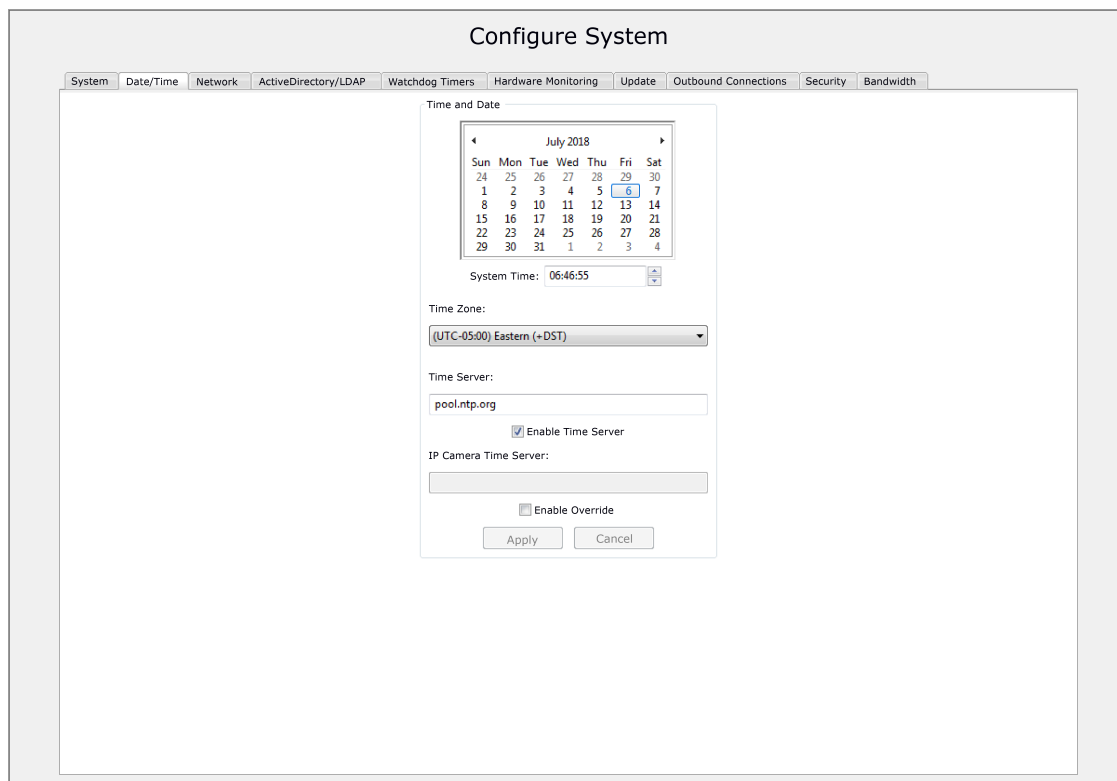 Configure System
System Date/Time Network ActiveDirectory/LDAP Watchdog Timers Hardware Monitoring Update Outbound Connections Security Bandwidth
Time and Date
July 2018
Sun Mon Tue Wed Thu Fri Sat
24 25 26 27 28 29 30
1 2 3 4 5 6 7
8 9 10 11 12 13 14
15 16 17 18 19 20 21
22 23 24 25 26 27 28
29 30 31 1 2 3 4
System Time: 06:46:55
Time Zone:
(UTC-05:00) Eastern (+DST)
Time Server:
pool.ntp.org
Enable Time Server
IP Camera Time Server:
Enable Override
Apply Cancel